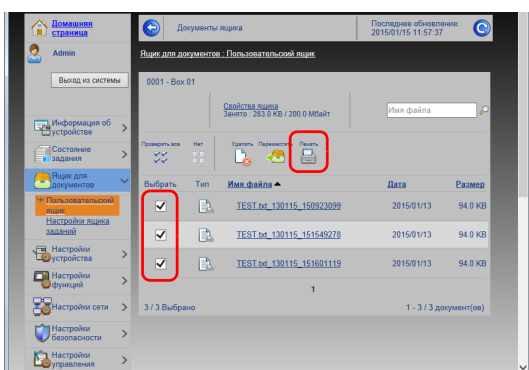 Домашняя
страница
Admin
Выход из системы
Информация об
устройстве
Состояние
задания
Ящик для
документов
Пользовательский
ящик
Настройки ящика
заданий
Настройки
устройства
Настройки
функций
Настройки сети
Настройки
безопасности
Настройки
управления
Документы ящика
Последнее обновление:
2015/01/15 11:57:37
Ящик для документов : Пользовательский ящик
0001 - Box 01
Свойства ящика
Занято : 283.0 KB / 200.0 Мбайт
Имя файла
Проверить все Нет Удалить Переместить Печать
Выбрать Тип Имя файла Дата Размер
TEST.txt_130115_150923099 2015/01/13 94.0 KB
TEST.txt_130115_151549278 2015/01/13 94.0 KB
TEST.txt_130115_151601119 2015/01/13 94.0 KB
1
3 / 3 Выбрано 1 - 3 / 3 документ(ов)